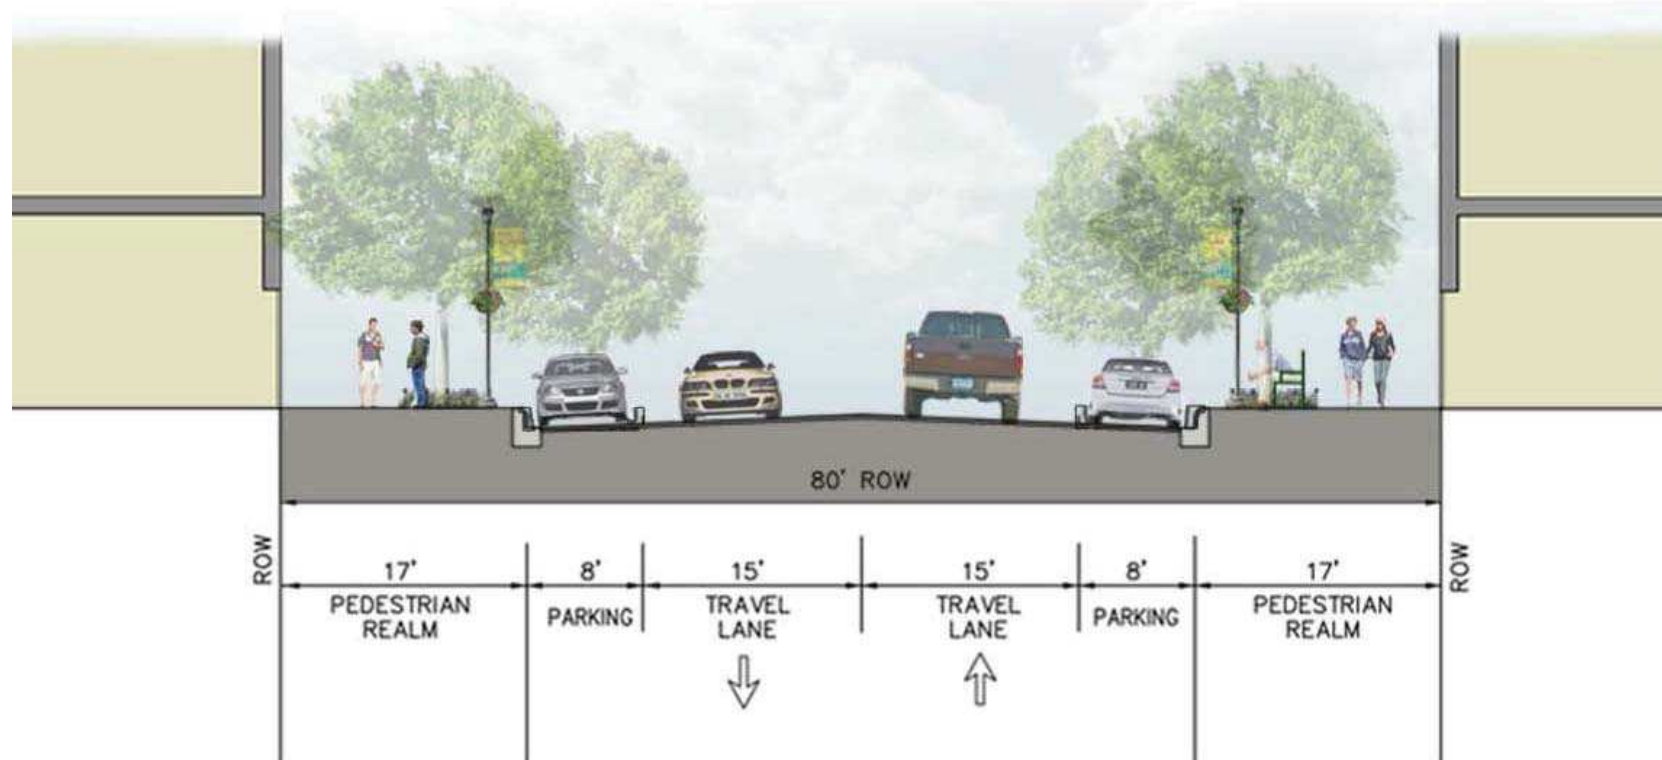 80' ROW
ROW
17'
8'
15'
15'
8'
17'
ROW
PEDESTRIAN
REALM
PARKING
TRAVEL
LANE
TRAVEL
LANE
PARKING
PEDESTRIAN
REALM